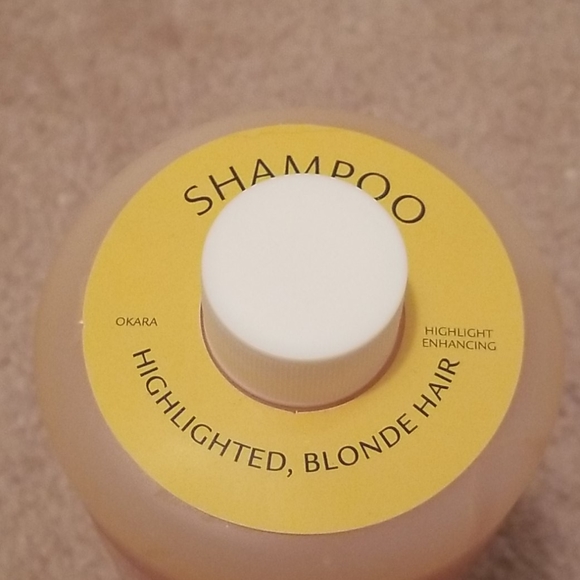 SHAMPOO
OKARA
HIGHLIGHT
ENHANCING
HIGHLIGHTED, BLONDE HAIR